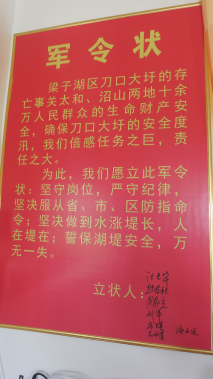 军令状
梁子湖区刀口大圩的存
亡事关太和、沼山两地十余
万人民群众的生命财产安
全，确保刀口大圩的安全度
汛，我们倍感任务之巨，责
任之大。
为此，我们愿立此军令
状：坚守岗位，严守纪律，
坚决服从省、市、区防指命
令；坚决做到水涨堤长，人
在堤在；誓保湖堤安全，万
无一失。
立状人：